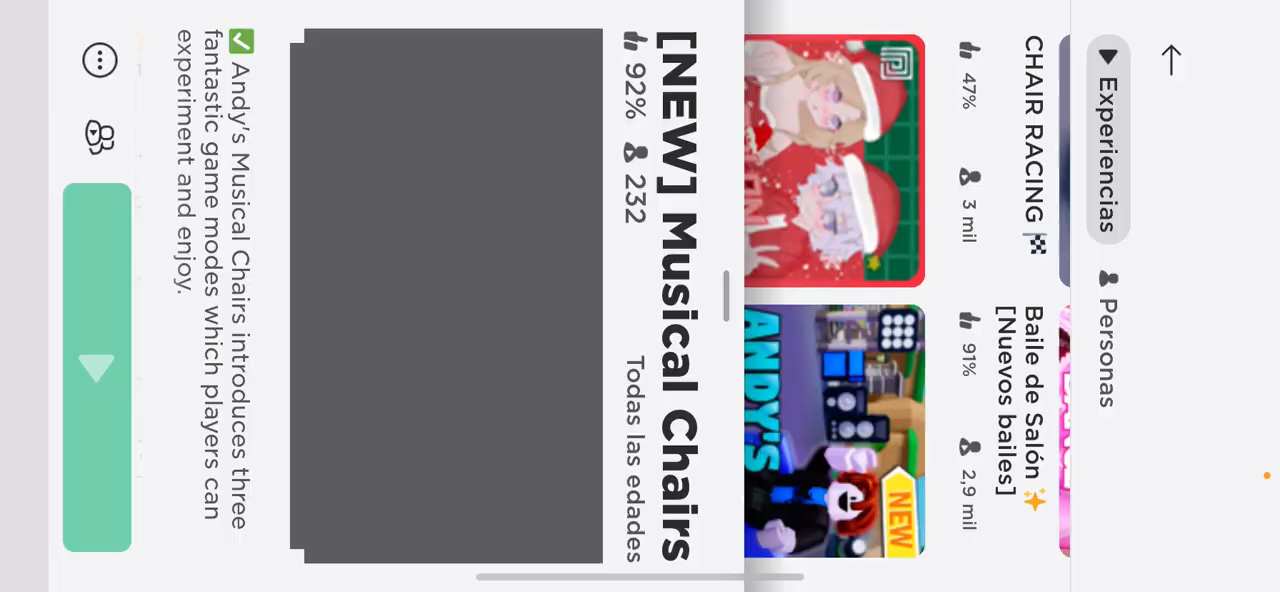 Experiencias
Personas
CHAIR RACING 🏁
47%
3 mil
Baile de Salón ✨
[Nuevos bailes]
91%
2,9 mil
NEW
ANDY'S
[NEW] Musical Chairs
92%
232
Todas las edades
✅ Andy's Musical Chairs introduces three
fantastic game modes which players can
experiment and enjoy.